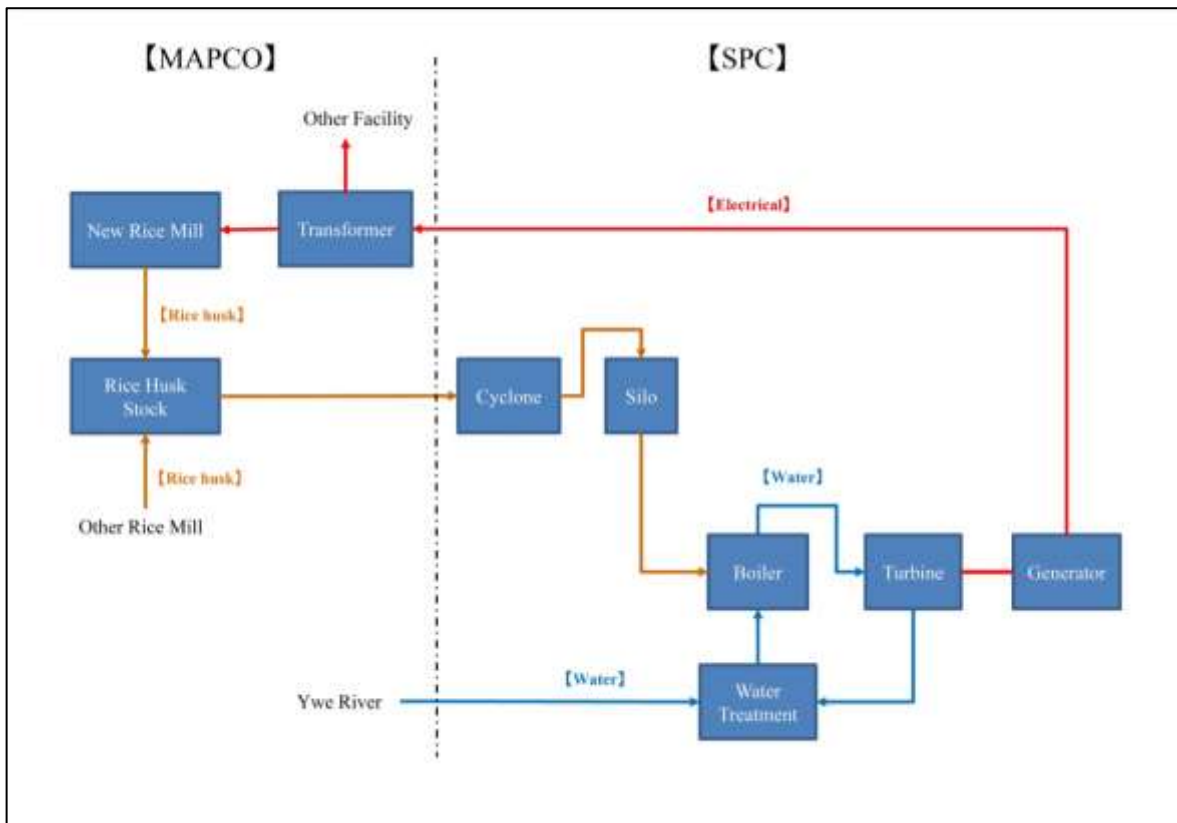 【MAPCO】
【SPC】
Other Facility
【Electrical】
New Rice Mill
Transformer
【Rice husk】
Rice Husk
Stock
Cyclone
Silo
【Rice husk】
【Water】
Other Rice Mill
Boiler
Turbine
Generator
【Water】
Ywe River
Water
Treatment